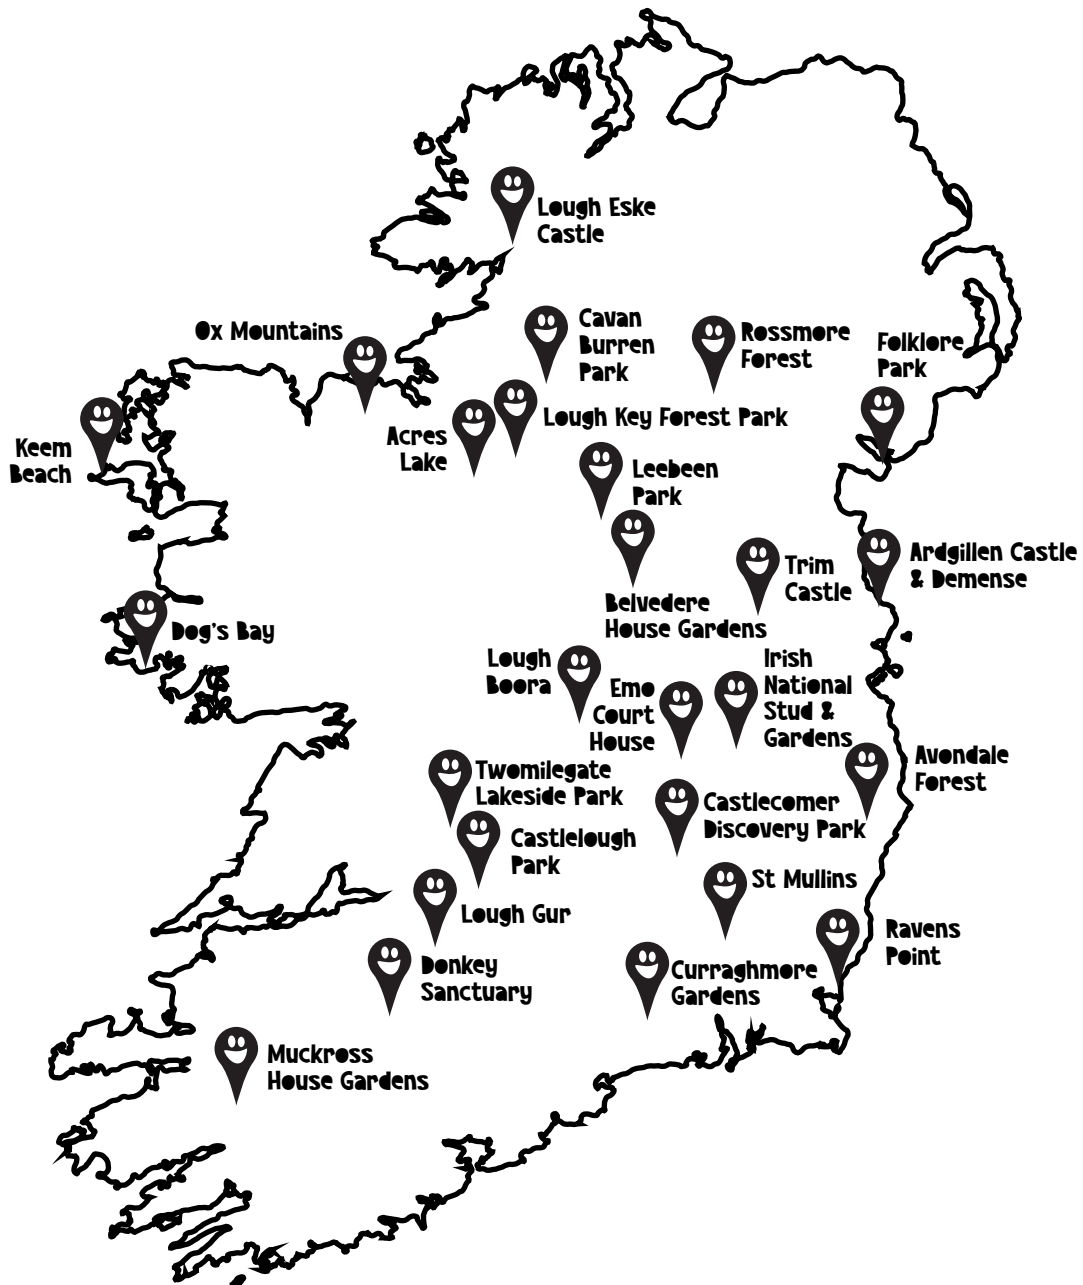 Lough Eske
Castle
Ox Mountains
Cavan
Burren
Park
Rossmore
Forest
Folklore
Park
Lough Key Forest Park
Acres
Lake
Keem
Beach
Leebeen
Park
Trim
Castle
Ardgillen Castle
& Demense
Belvedere
House Gardens
Dog's Bay
Lough
Boora
Emo
Court
House
Irish
National
Stud &
Gardens
Avondale
Forest
Twomilegate
Lakeside Park
Castlecomer
Discovery Park
Castlelough
Park
St Mullins
Lough Gur
Ravens
Point
Donkey
Sanctuary
Curraghmore
Gardens
Muckross
House Gardens